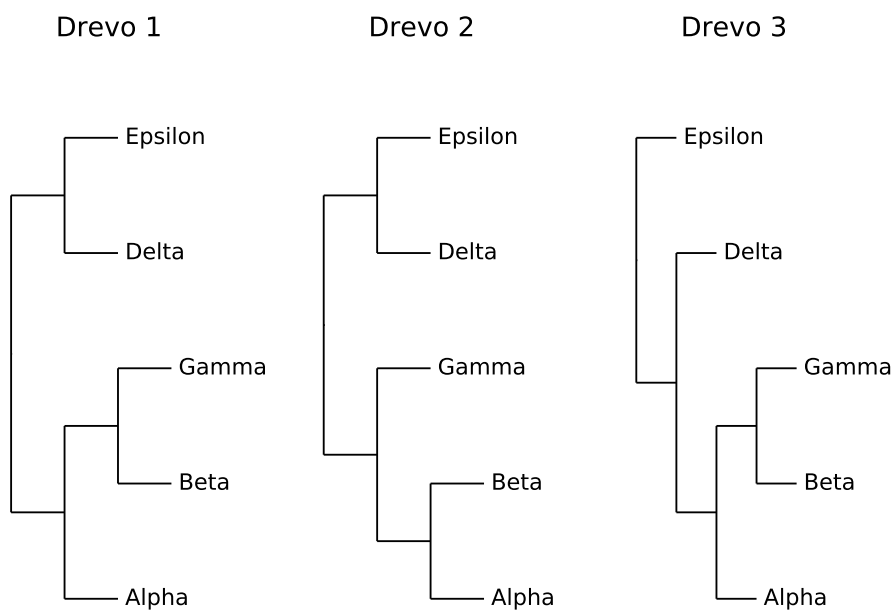 Drevo 1
Epsilon
Delta
Gamma
Beta
Alpha
Drevo 2
Epsilon
Delta
Gamma
Beta
Alpha
Drevo 3
Epsilon
Delta
Gamma
Beta
Alpha